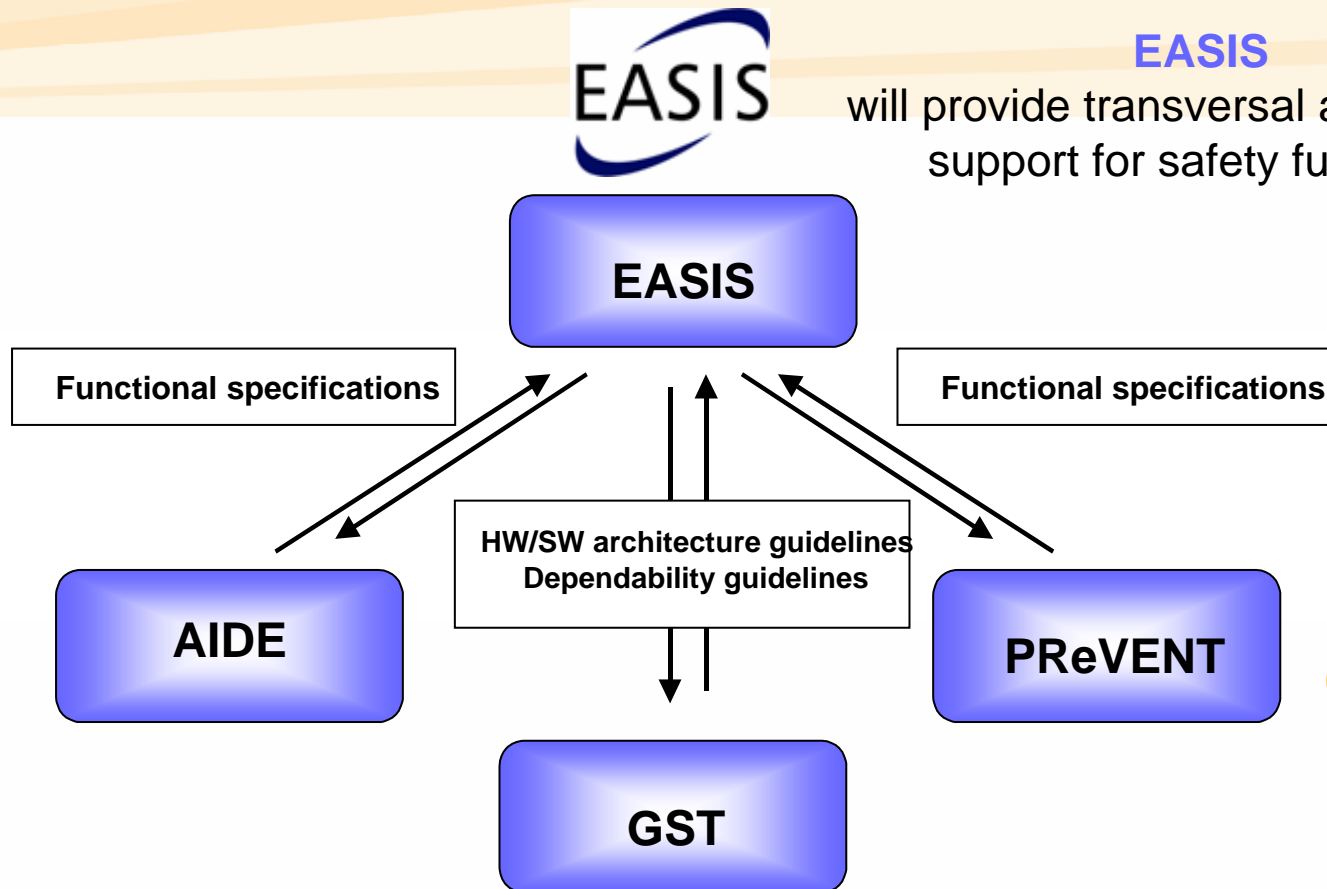 EASIS
EASIS
will provide transversal
support for safety
EASIS
Functional specifications
Functional specifications
HW/SW architecture guidelines
Dependability guidelines
AIDE
PReVENT
GST